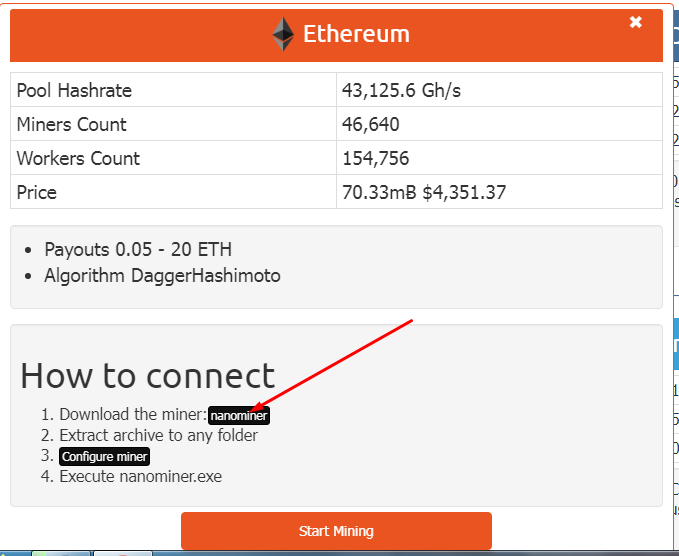 Ethereum
Pool Hashrate 43,125.6 Gh/s
Miners Count 46,640
Workers Count 154,756
Price 70.33mɃ $4,351.37
Payouts 0.05 - 20 ETH
Algorithm DaggerHashimoto
How to connect
1. Download the miner: nanominer
2. Extract archive to any folder
3. Configure miner
4. Execute nanominer.exe
Start Mining